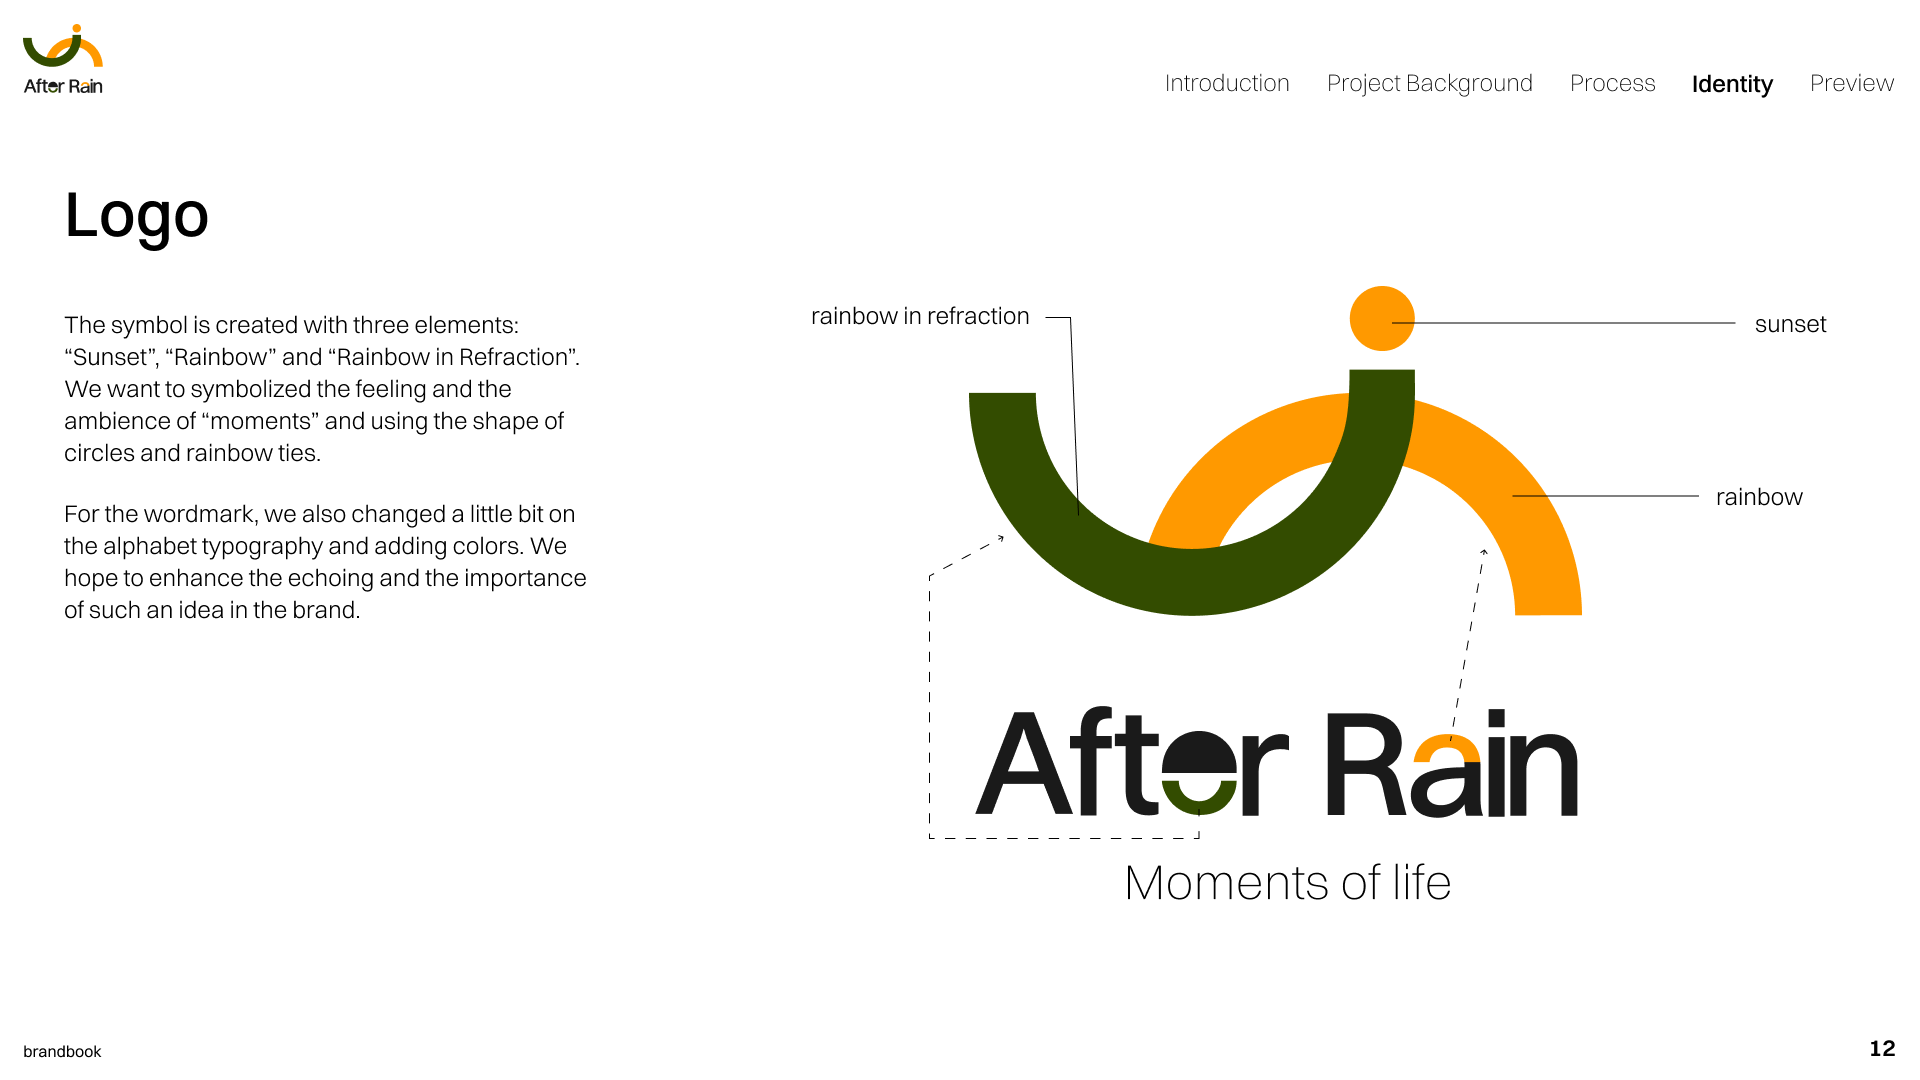 After Rain
Introduction Project Background Process Identity Preview
Logo
The symbol is created with three elements:
“Sunset”, “Rainbow” and “Rainbow in Refraction”.
We want to symbolized the feeling and the
ambience of “moments” and using the shape of
circles and rainbow ties.
For the wordmark, we also changed a little bit on
the alphabet typography and adding colors. We
hope to enhance the echoing and the importance
of such an idea in the brand.
rainbow in refraction
sunset
rainbow
After Rain
Moments of life
brandbook
12